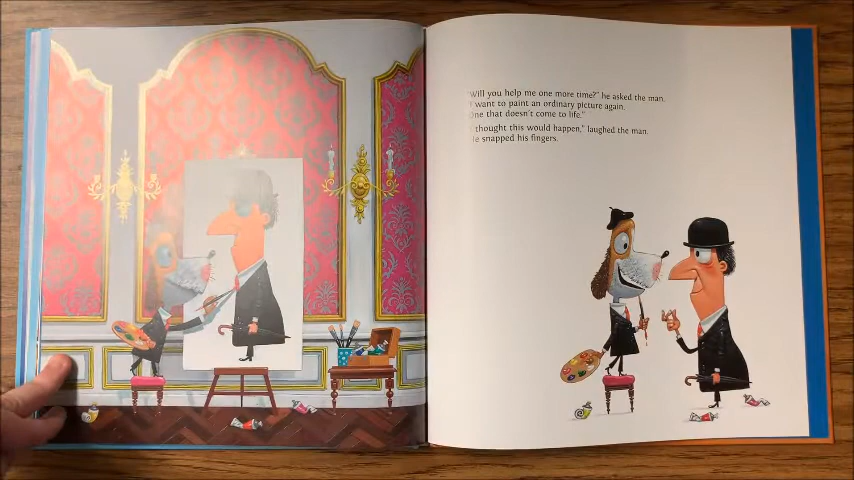 "Will you help me one more time?" he asked the man.
I want to paint an ordinary picture again.
One that doesn't come to life."
I thought this would happen," laughed the man.
He snapped his fingers.